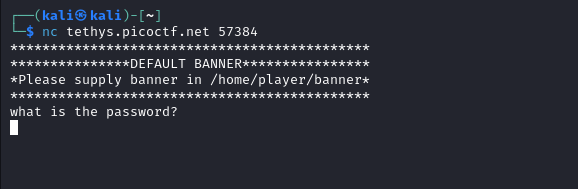 ┌──(kali㉿kali)-[~]
└─$ nc tethys.picoctf.net 57384
*********************************************
***************DEFAULT BANNER****************
*Please supply banner in /home/player/banner*
*********************************************
what is the password?